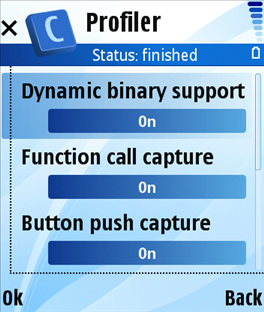 C
Profiler
Status: finished
Dynamic binary support
On
Function call capture
On
Button push capture
On
Ok
Back